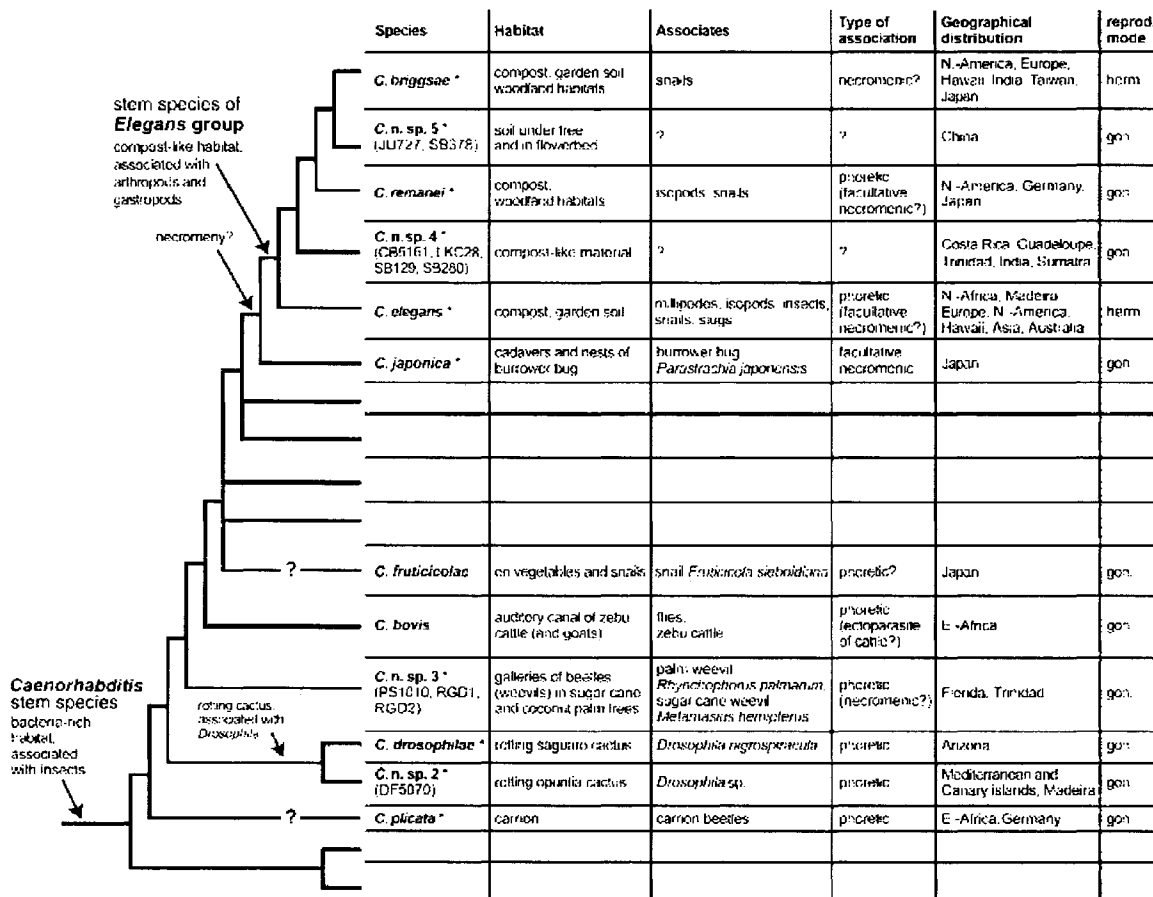 Species
Habitat
Associates
Type of
association
Geographical
distribution
reprod.
mode
C. briggsae *
compost, garden soil
woodland habitats
snails
necromenic?
N.-America, Europe,
Hawaii, India, Taiwan,
Japan
herm
C. n. sp. 5 *
(JU727, SB378)
soil under tree
and in flowerbed
?
?
China
gon
C. remanei *
compost,
woodland habitats
isopods, snails
phoretic
(facultative
necromenic?)
N.-America, Germany,
Japan
gon
C. n. sp. 4 *
(CB5161, LKC28,
SB129, SB280)
compost-like material
?
?
Costa Rica, Guadeloupe,
Trinidad, India, Sumatra
gon
C. elegans *
compost, garden soil
millipodes, isopods, insects,
snails, slugs
phoretic
(facultative
necromenic?)
N.-Africa, Madeira
Europe, N.-America,
Hawaii, Asia, Australia
herm
C. japonica *
cadavers and nests of
burrower bug
burrower bug
Parastrachia japonensis
facultative
necromenic
Japan
gon
C. fruticicolae
on vegetables and snails
snail Fruticicola sieboldiana
phoretic?
Japan
gon.
C. bovis
auditory canal of zebu
cattle (and goats)
flies,
zebu cattle
phoretic
(ectoparasite
of cattle?)
E.-Africa
gon
C. n. sp. 3 *
(PS1010, RGD1,
RGD2)
galleries of beetles
(weevils) in sugar cane
and coconut palm trees
palm weevil
Rhynchophorus palmarum,
sugar cane weevil
Metamasius hemipterus
phoretic
(necromenic?)
Florida, Trinidad
gon.
C. drosophilae *
rotting saguaro cactus
Drosophila nigrospiracula
phoretic
Arizona
gon
C. n. sp. 2 *
(DF5070)
rotting opuntia cactus
Drosophila sp.
phoretic
Mediterranean and
Canary islands, Madeira
gon
C. plicata *
carrion
carrion beetles
phoretic
E.-Africa, Germany
gon
stem species of
Elegans group
compost-like habitat,
associated with
arthropods and
gastropods
necromeny?
?
Caenorhabditis
stem species
bacteria-rich
habitat,
associated
with insects
rotting cactus,
associated with
Drosophila
?